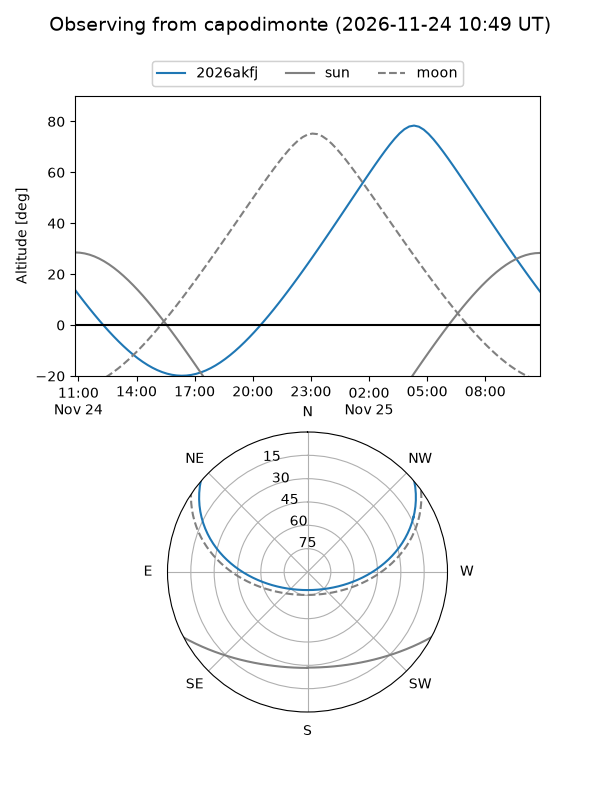 Observing from capodimonte (2026-11-24 10:49 UT)
2026akfj sun moon
Altitude [deg]
80
60
40
20
0
−20
11:00 14:00 17:00 20:00 23:00 02:00 05:00 08:00
Nov 24 Nov 25
N
NE NW
15
30
45
60
75
E W
SE SW
S